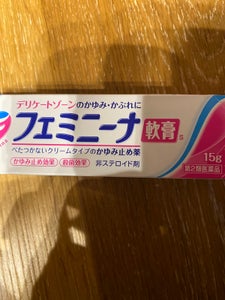 デリケートゾーンのかゆみ・かぶれに
フェミニーナ 軟膏s
べたつかないクリームタイプのかゆみ止め薬
かゆみ止め効果 殺菌効果 非ステロイド剤
15g
第2類医薬品